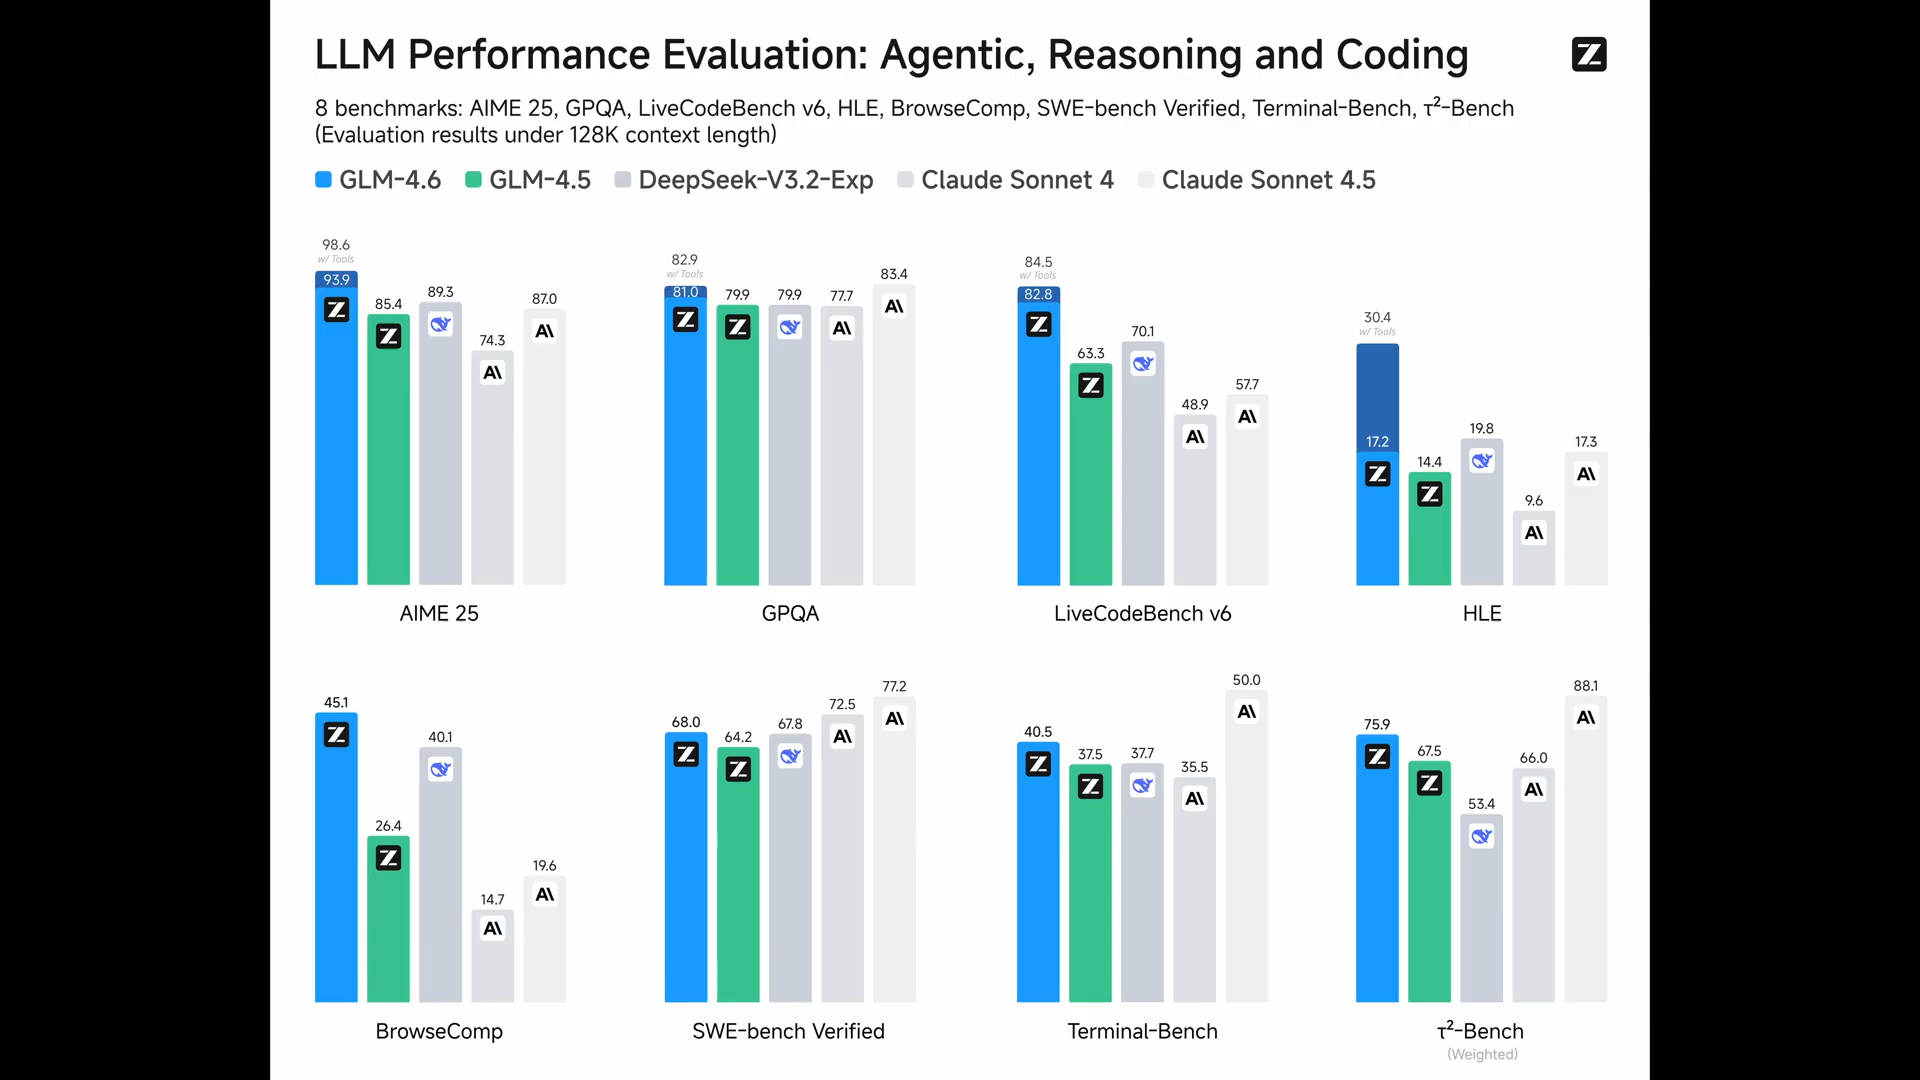 LLM Performance Evaluation: Agentic, Reasoning and Coding
Z
8 benchmarks: AIME 25, GPQA, LiveCodeBench v6, HLE, BrowseComp, SWE-bench Verified, Terminal-Bench, τ²-Bench
(Evaluation results under 128K context length)
GLM-4.6 GLM-4.5 DeepSeek-V3.2-Exp Claude Sonnet 4 Claude Sonnet 4.5
98.6
w/ Tools
93.9
85.4
89.3
74.3
87.0
AIME 25
82.9
w/ Tools
81.0
79.9
79.9
77.7
83.4
GPQA
84.5
w/ Tools
82.8
63.3
70.1
48.9
57.7
LiveCodeBench v6
30.4
w/ Tools
17.2
14.4
19.8
9.6
17.3
HLE
45.1
26.4
40.1
14.7
19.6
BrowseComp
68.0
64.2
67.8
72.5
77.2
SWE-bench Verified
40.5
37.5
37.7
35.5
50.0
Terminal-Bench
75.9
67.5
53.4
66.0
88.1
τ²-Bench
(Weighted)